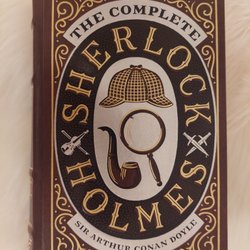 THE COMPLETE
SHERLOCK
HOLMES
SIR ARTHUR CONAN DOYLE